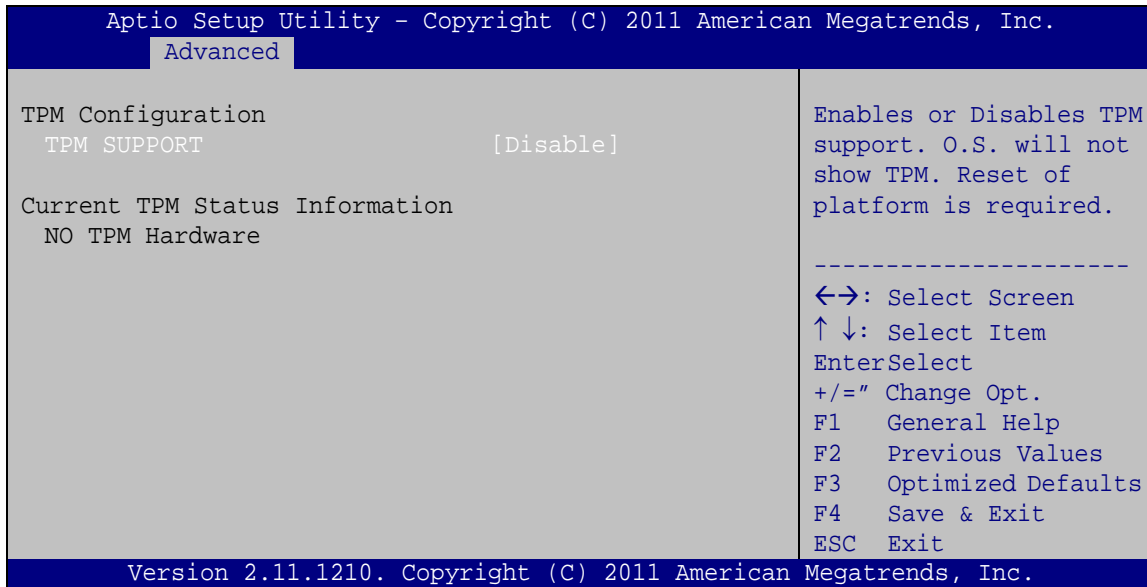 Aptio Setup Utility – Copyright (C) 2011 American Megatrends, Inc.
Advanced
TPM Configuration
TPM SUPPORT [Disable]
Current TPM Status Information
NO TPM Hardware
Enables or Disables TPM
support. O.S. will not
show TPM. Reset of
platform is required.
----------------------
←→: Select Screen
↑ ↓: Select Item
EnterSelect
+/=" Change Opt.
F1 General Help
F2 Previous Values
F3 Optimized Defaults
F4 Save & Exit
ESC Exit
Version 2.11.1210. Copyright (C) 2011 American Megatrends, Inc.